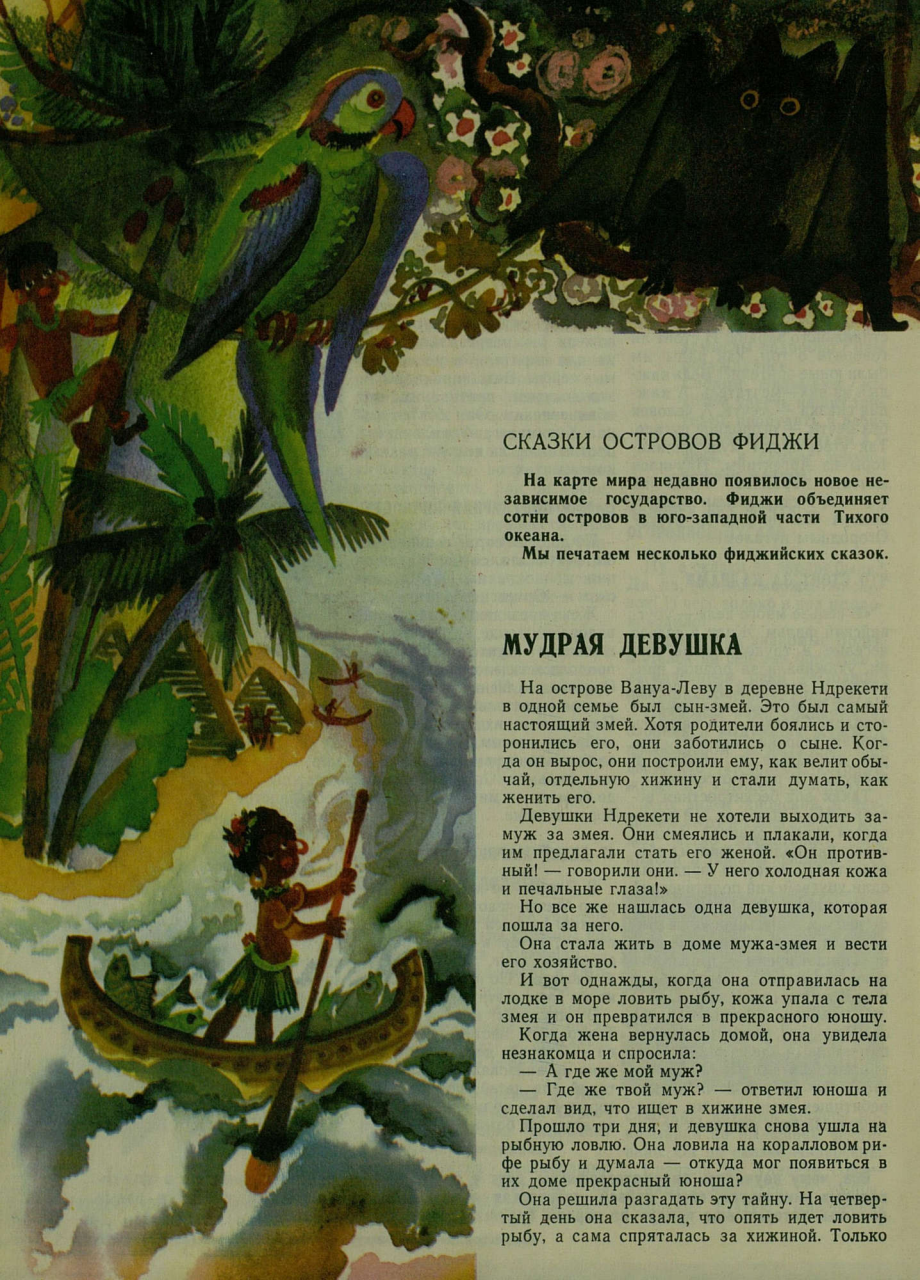 СКАЗКИ ОСТРОВОВ ФИДЖИ
На карте мира недавно появилось новое не-
зависимое государство. Фиджи объединяет
сотни островов в юго-западной части Тихого
океана.
Мы печатаем несколько фиджийских сказок.
МУДРАЯ ДЕВУШКА
На острове Вануа-Леву в деревне Ндрекети
в одной семье был сын-змей. Это был самый
настоящий змей. Хотя родители боялись и сто-
ронились его, они заботились о сыне. Ког-
да он вырос, они построили ему, как велит обы-
чай, отдельную хижину и стали думать, как
женить его.
Девушки Ндрекети не хотели выходить за-
муж за змея. Они смеялись и плакали, когда
им предлагали стать его женой. «Он против-
ный! — говорили они. — У него холодная кожа
и печальные глаза!»
Но все же нашлась одна девушка, которая
пошла за него.
Она стала жить в доме мужа-змея и вести
его хозяйство.
И вот однажды, когда она отправилась на
лодке в море ловить рыбу, кожа упала с тела
змея и он превратился в прекрасного юношу.
Когда жена вернулась домой, она увидела
незнакомца и спросила:
— А где же мой муж?
— Где же твой муж? — ответил юноша и
сделал вид, что ищет в хижине змея.
Прошло три дня, и девушка снова ушла на
рыбную ловлю. Она ловила на коралловом ри-
фе рыбу и думала — откуда мог появиться в
их доме прекрасный юноша?
Она решила разгадать эту тайну. На четвер-
тый день она сказала, что опять идет ловить
рыбу, а сама спряталась за хижиной. Только